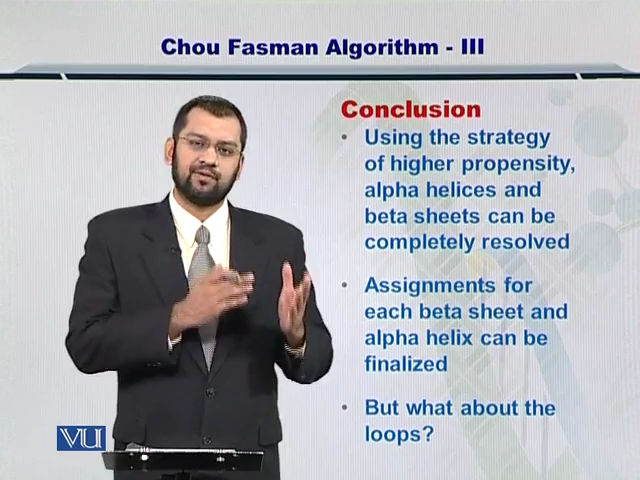 Chou Fasman Algorithm - III
Conclusion
• Using the strategy
of higher propensity,
alpha helices and
beta sheets can be
completely resolved
• Assignments for
each beta sheet and
alpha helix can be
finalized
• But what about the
loops?
VU